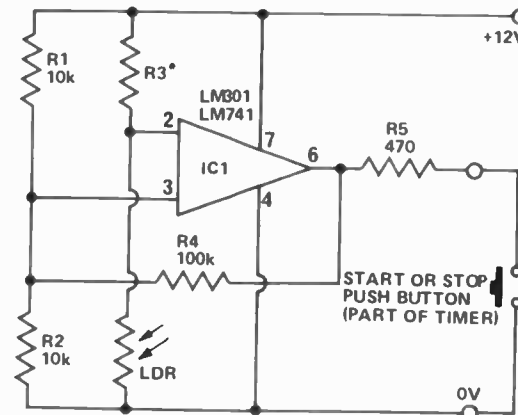 +12V
R1
10k
R3*
LM301
LM741
2
7
6
IC1
3
4
R5
470
R4
100k
START OR STOP
PUSH BUTTON
(PART OF TIMER)
R2
10k
LDR
0V